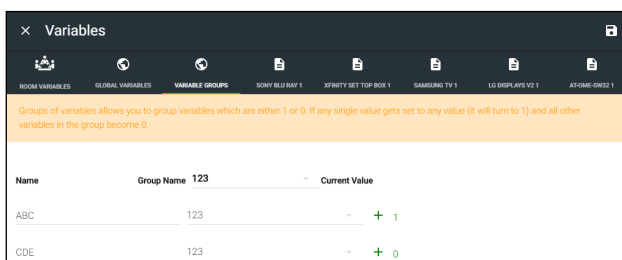 × Variables
ROOM VARIABLES GLOBAL VARIABLES VARIABLE GROUPS SONY BLU RAY 1 XFINITY SET TOP BOX 1 SAMSUNG TV 1 LG DISPLAYS V2 1 AT-OME-SW32 1
Groups of variables allows you to group variables which are either 1 or 0. If any single value gets set to any value (it will turn to 1) and all other
variables in the group become 0.
Name Group Name 123 Current Value
ABC 123 + 1
CDE 123 + 0